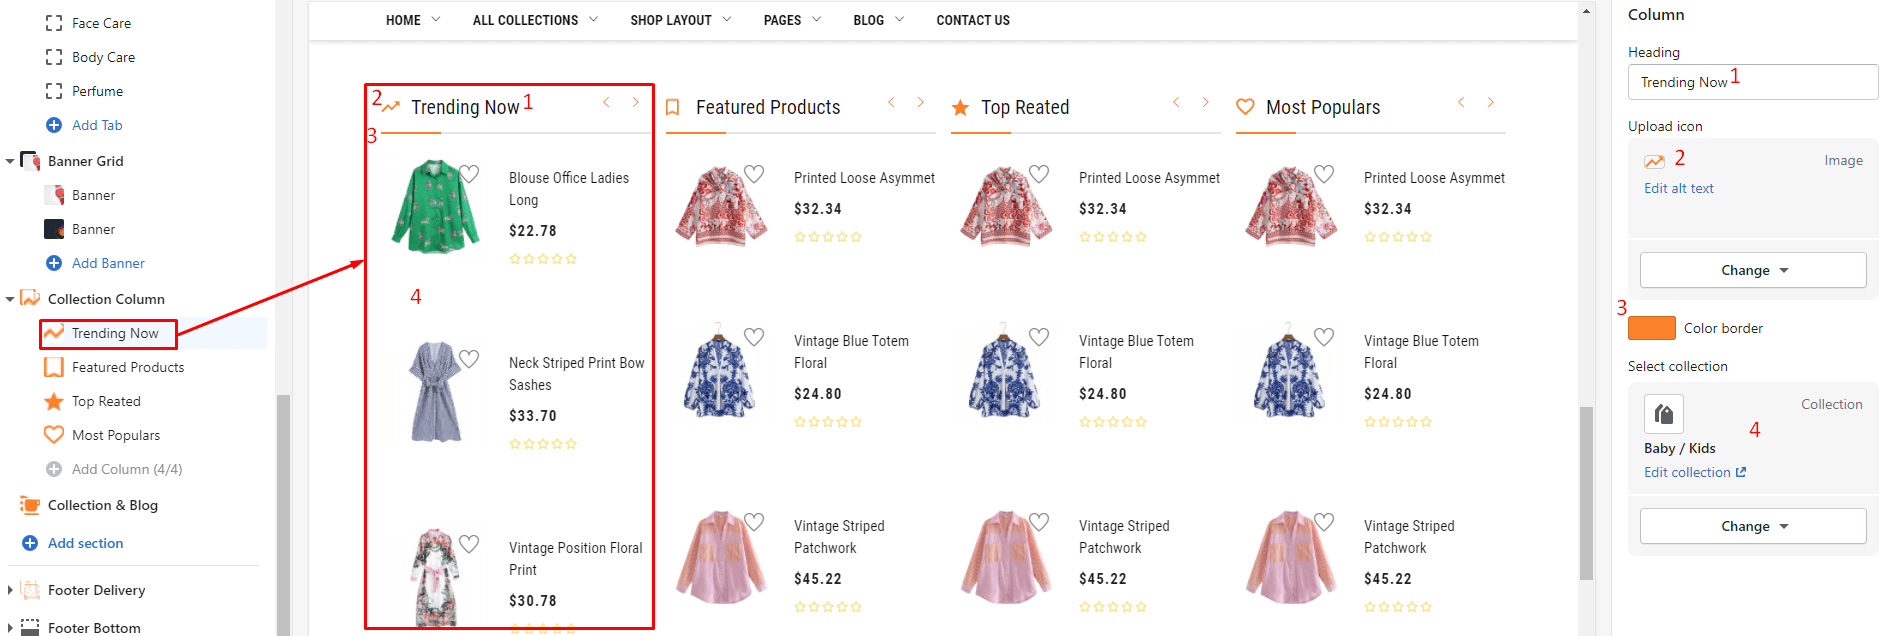 Face Care
Body Care
Perfume
Add Tab
Banner Grid
Banner
Banner
Add Banner
Collection Column
Trending Now
Featured Products
Top Reated
Most Populars
Add Column (4/4)
Collection & Blog
Add section
Footer Delivery
Footer Bottom
HOME ALL COLLECTIONS SHOP LAYOUT PAGES BLOG CONTACT US
2 Trending Now 1
3
4
Blouse Office Ladies
Long
$22.78
Neck Striped Print Bow
Sashes
$33.70
Vintage Position Floral
Print
$30.78
Featured Products
Printed Loose Asymmet
$32.34
Vintage Blue Totem
Floral
$24.80
Vintage Striped
Patchwork
$45.22
Top Reated
Printed Loose Asymmet
$32.34
Vintage Blue Totem
Floral
$24.80
Vintage Striped
Patchwork
$45.22
Most Populars
Printed Loose Asymmet
$32.34
Vintage Blue Totem
Floral
$24.80
Vintage Striped
Patchwork
$45.22
Column
Heading
Trending Now 1
Upload icon
2 Image
Edit alt text
Change
3
Color border
Select collection
Collection
4
Baby / Kids
Edit collection
Change